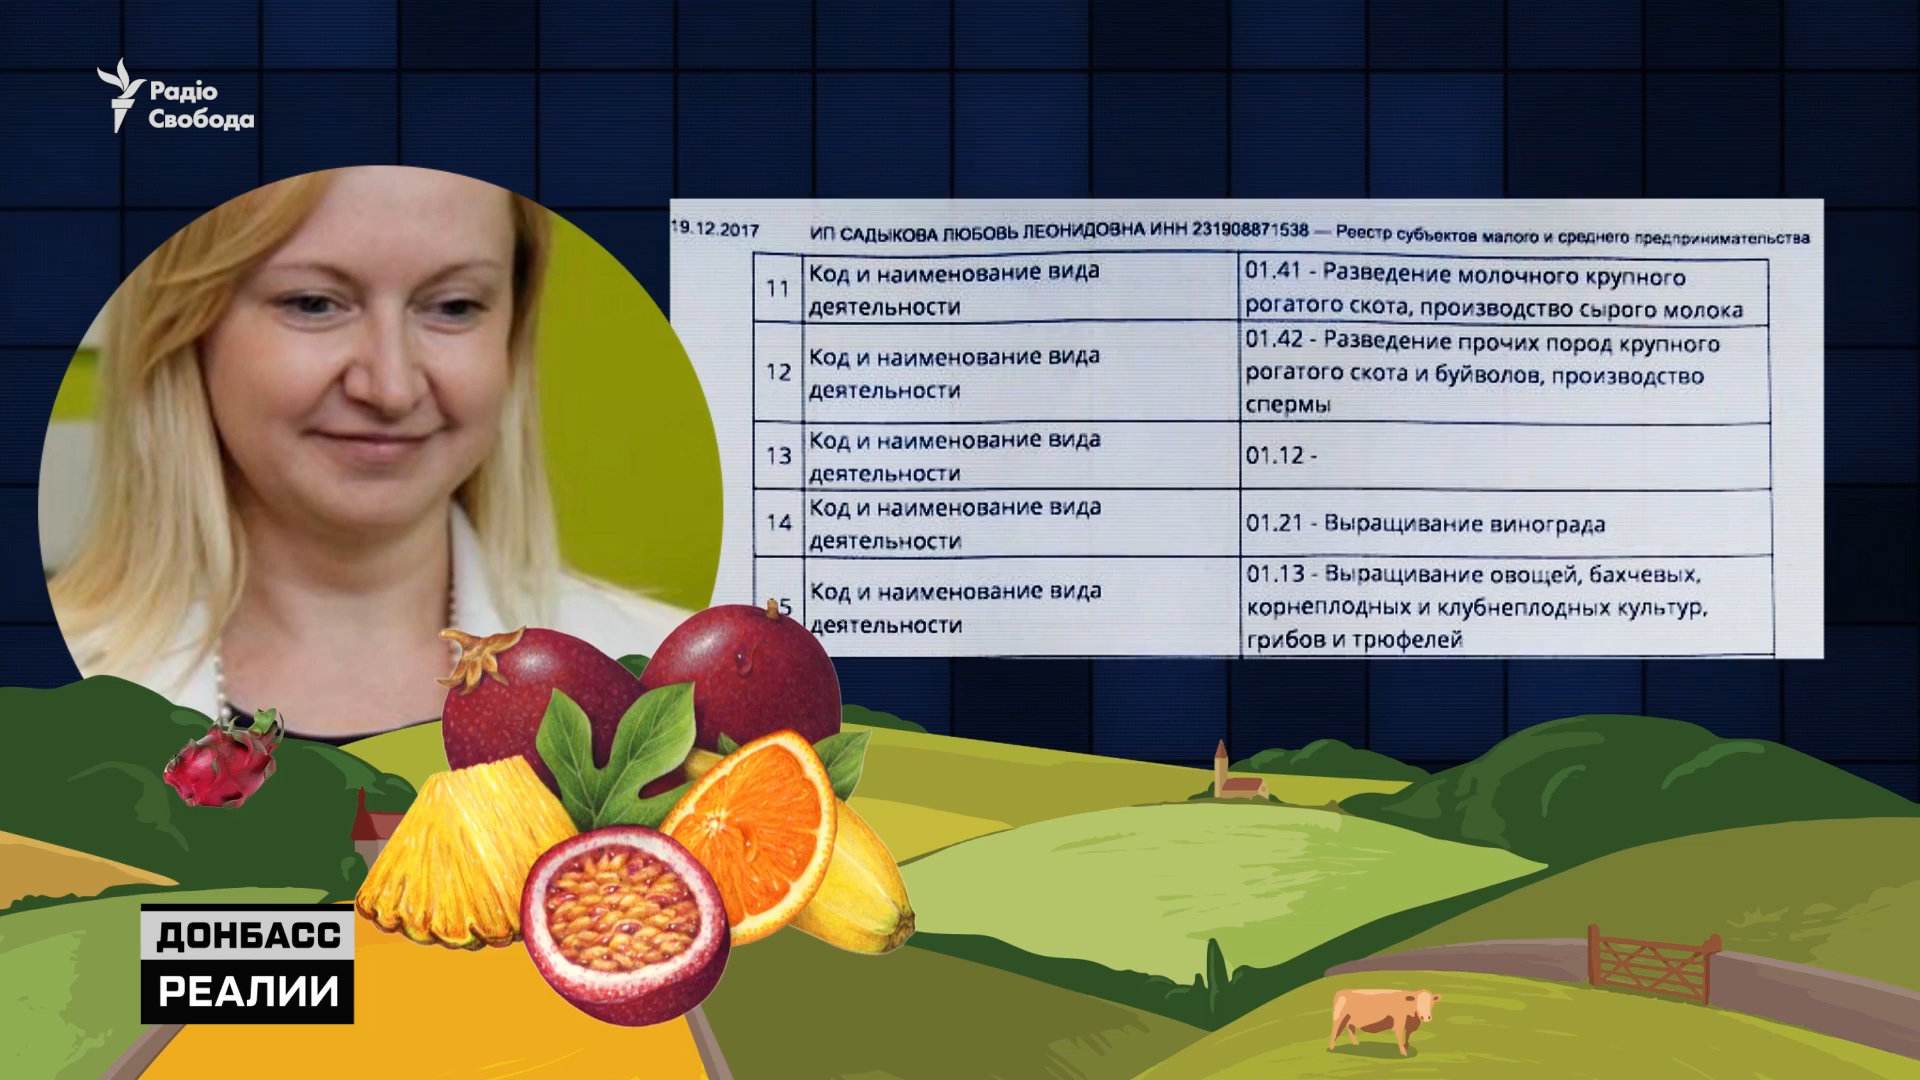 Радіо
Свобода
19.12.2017 ИП САДЫКОВА ЛЮБОВЬ ЛЕОНИДОВНА ИНН 231908871538 — Реестр субъектов малого и среднего предпринимательства
11 Код и наименование вида деятельности 01.41 - Разведение молочного крупного
рогатого скота, производство сырого молока
12 Код и наименование вида деятельности 01.42 - Разведение прочих пород крупного
рогатого скота и буйволов, производство
спермы
13 Код и наименование вида деятельности 01.12 -
14 Код и наименование вида деятельности 01.21 - Выращивание винограда
5 Код и наименование вида деятельности 01.13 - Выращивание овощей, бахчевых,
корнеплодных и клубнеплодных культур,
грибов и трюфелей
ДОНБАСС
РЕАЛИИ